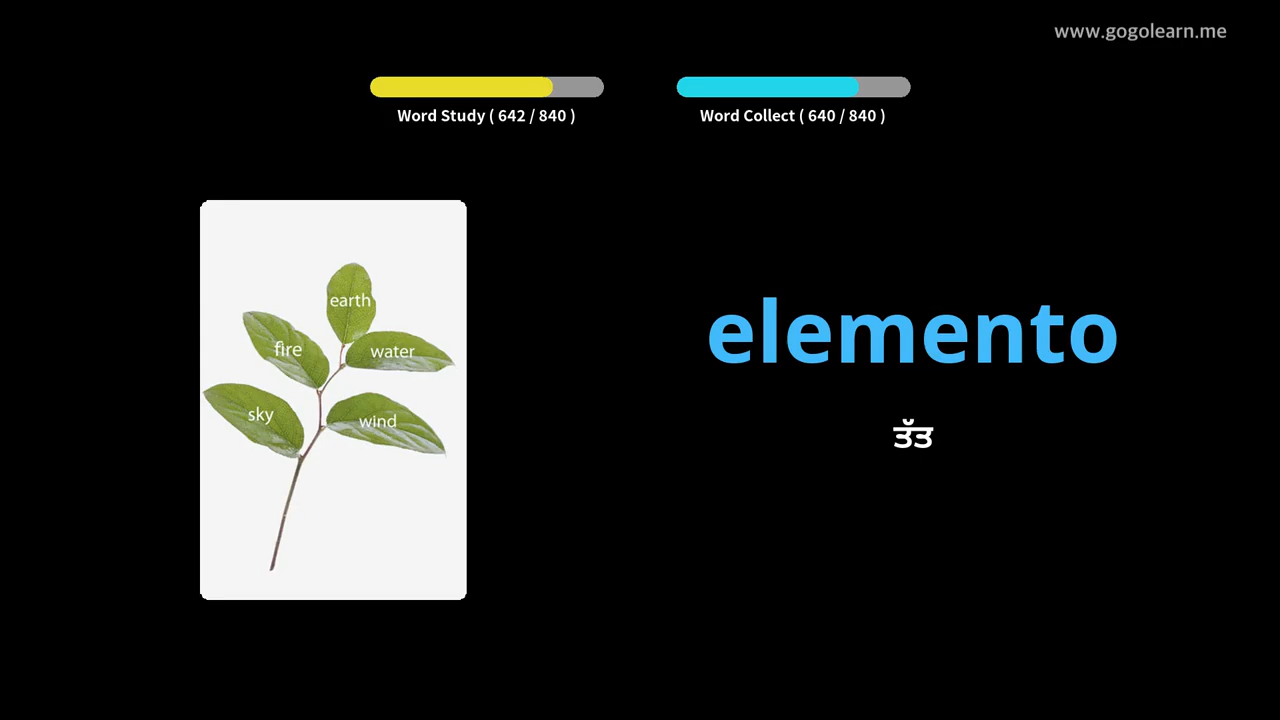 www.gogolearn.me
Word Study ( 642 / 840 )
Word Collect ( 640 / 840 )
earth
fire
water
sky
wind
elemento
ਤੱਤ